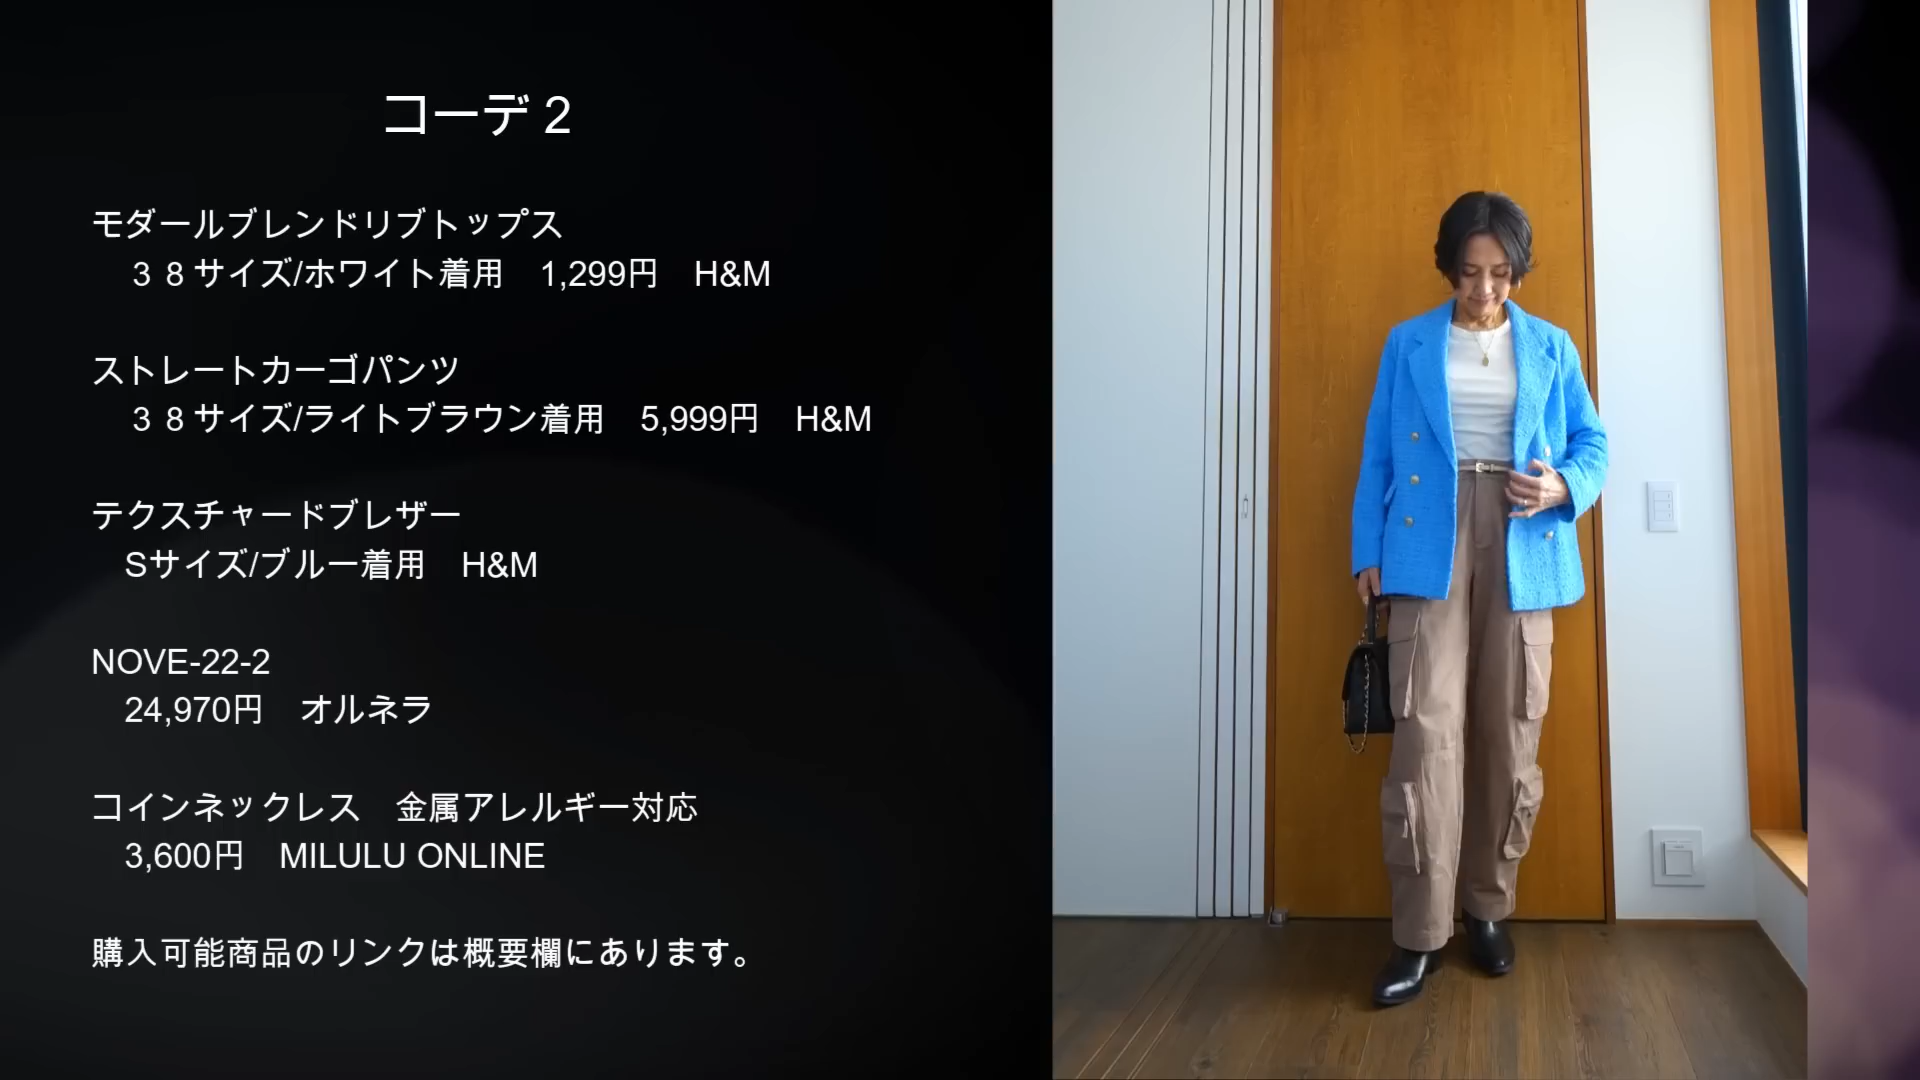 コーデ２
モダールブレンドリブトップス
３８サイズ/ホワイト着用　1,299円　H&M
ストレートカーゴパンツ
３８サイズ/ライトブラウン着用　5,999円　H&M
テクスチャードブレザー
Sサイズ/ブルー着用　H&M
NOVE-22-2
24,970円　オルネラ
コインネックレス　金属アレルギー対応
3,600円　MILULU ONLINE
購入可能商品のリンクは概要欄にあります。